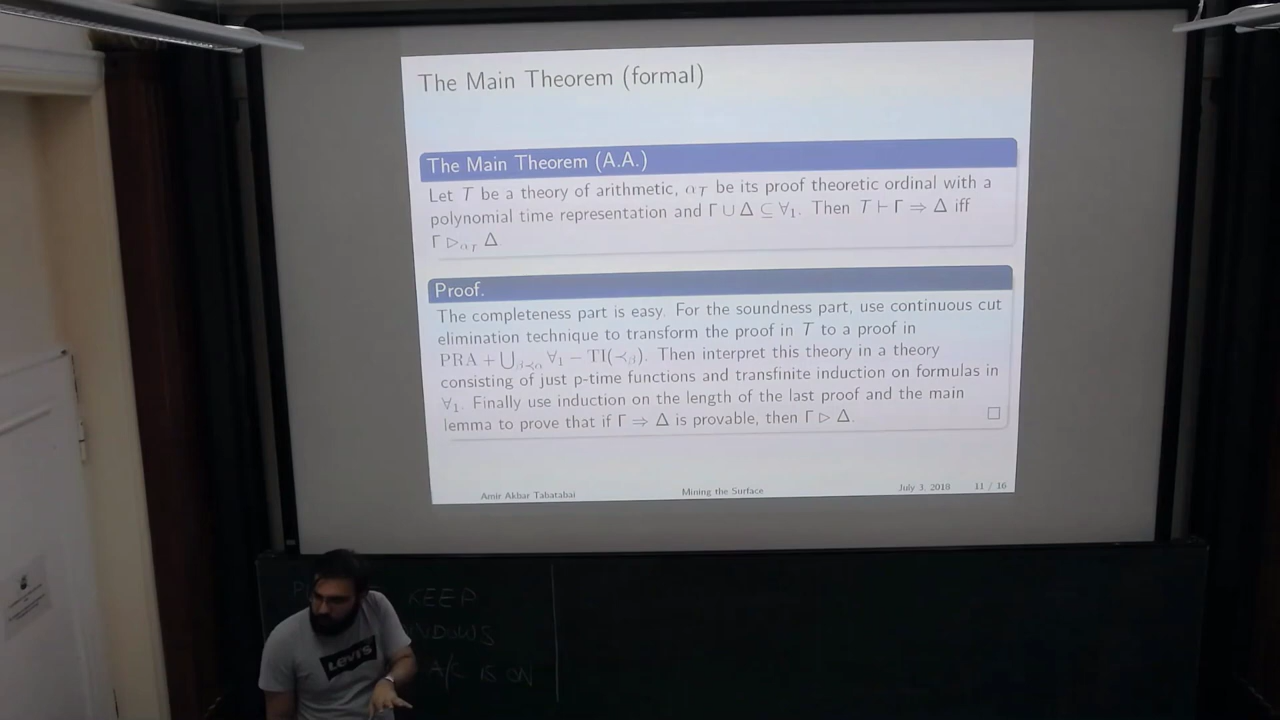 The Main Theorem (formal)
The Main Theorem (A.A.)
Let T be a theory of arithmetic, α_T be its proof theoretic ordinal with a
polynomial time representation and Γ ∪ Δ ⊆ ∀₁. Then T ⊢ Γ ⇒ Δ iff
Γ ▷_{α_T} Δ
Proof.
The completeness part is easy. For the soundness part, use continuous cut
elimination technique to transform the proof in T to a proof in
PRA + ⋃_{β≺α} ∀₁ − TI(≺_β). Then interpret this theory in a theory
consisting of just p-time functions and transfinite induction on formulas in
∀₁. Finally use induction on the length of the last proof and the main
lemma to prove that if Γ ⇒ Δ is provable, then Γ ▷ Δ. □
Amir Akbar Tabatabai Mining the Surface July 3, 2018 11 / 16
KEEP
A/C IS ON
LEVI'S